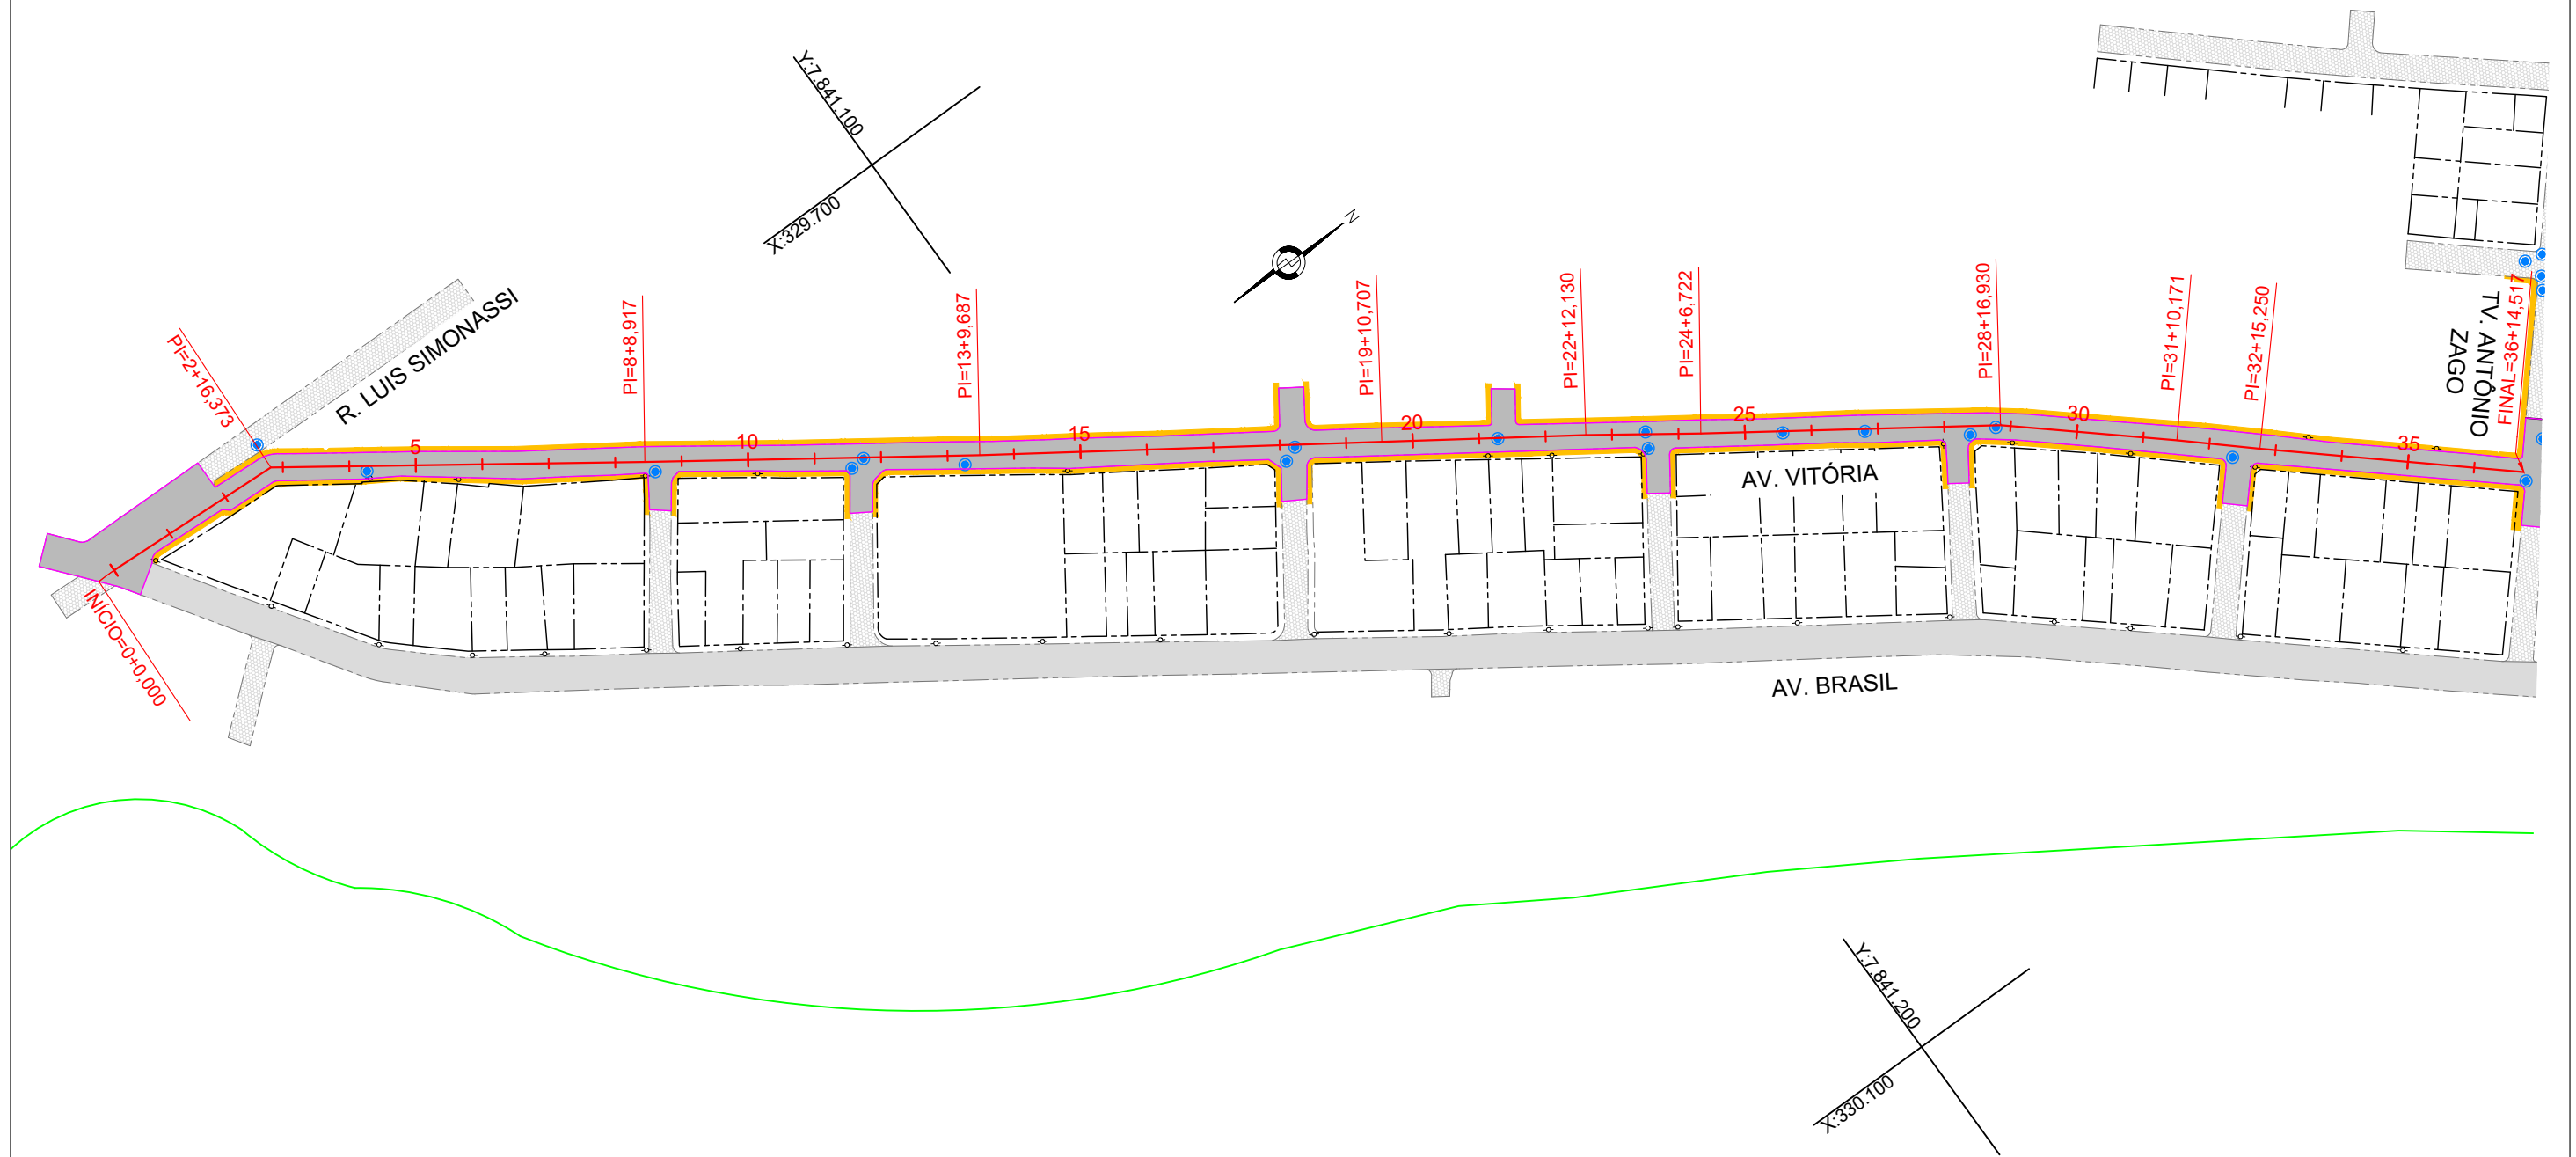 Y:7.841.100
X:329.700
N
R. LUIS SIMONASSI
PI=2+16,373
PI=8+8,917
PI=13+9,687
PI=19+10,707
PI=22+12,130
PI=24+6,722
PI=28+16,930
PI=31+10,171
PI=32+15,250
FINAL=36+14,517
TV. ANTÔNIO
ZAGO
5
10
15
20
25
30
35
AV. VITÓRIA
INÍCIO=0+0,000
AV. BRASIL
Y:7.841.200
X:330.100